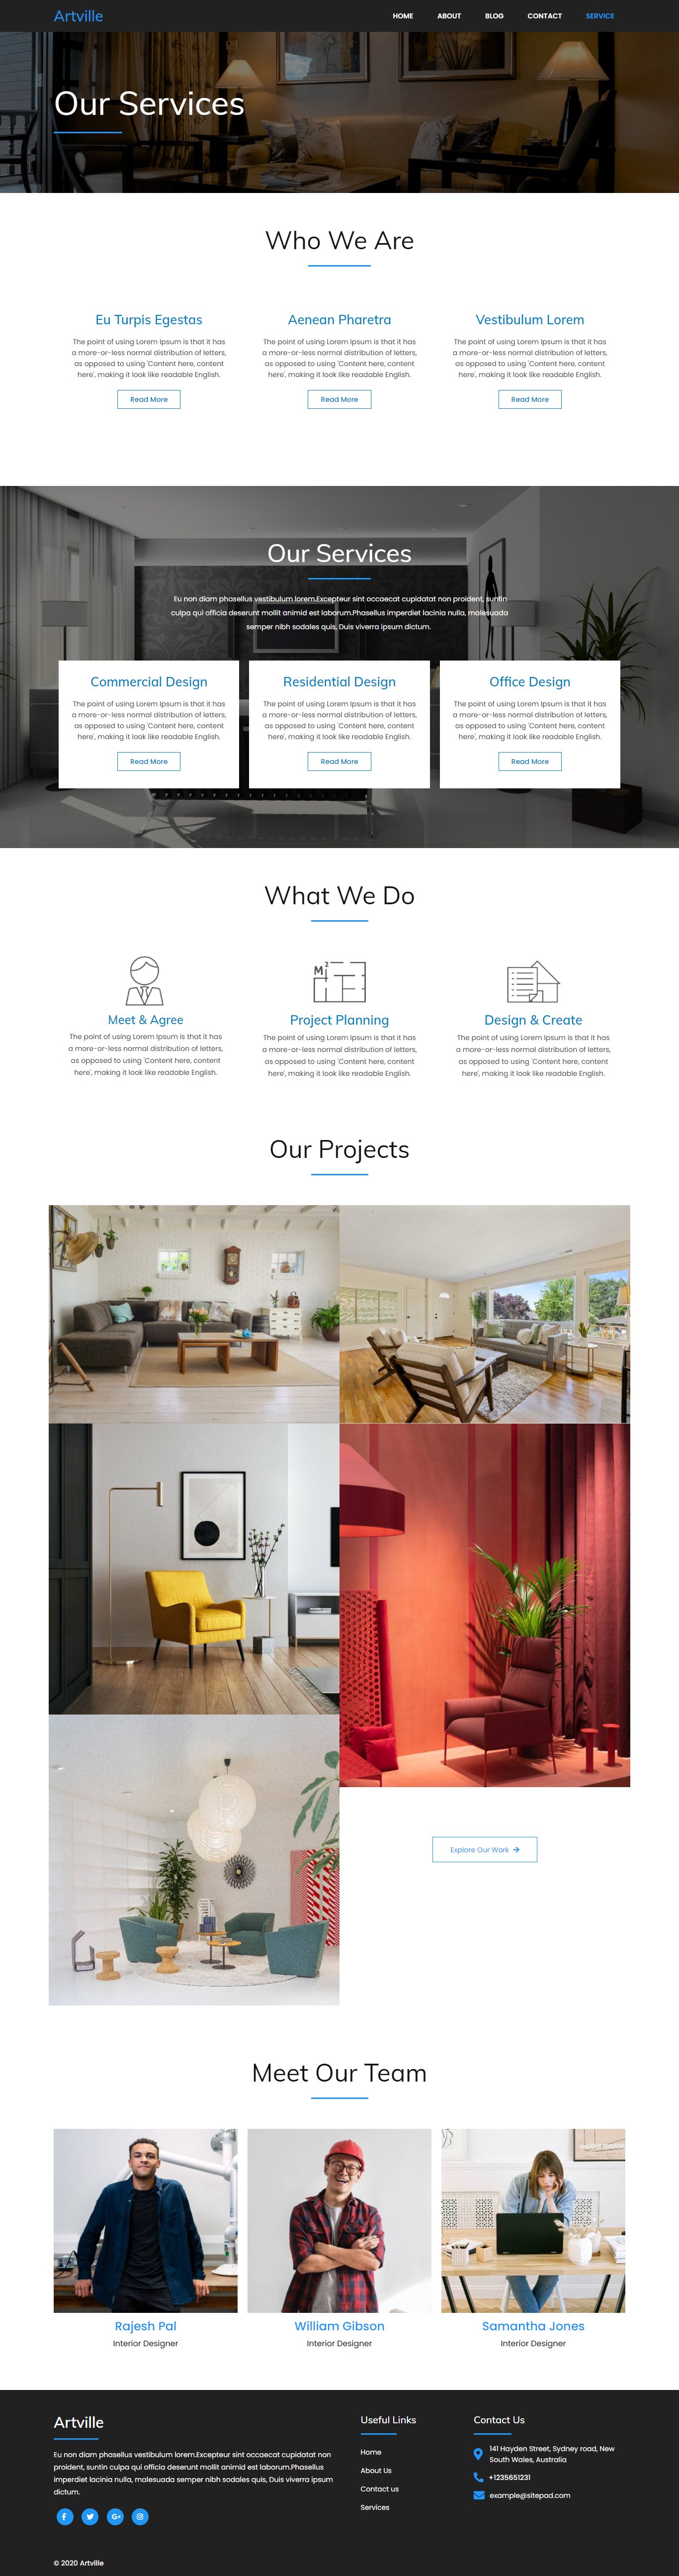 Artville
HOME ABOUT BLOG CONTACT SERVICE
Our Services
Who We Are
Eu Turpis Egestas
The point of using Lorem Ipsum is that it has
a more-or-less normal distribution of letters,
as opposed to using 'Content here, content
here', making it look like readable English.
Read More
Aenean Pharetra
The point of using Lorem Ipsum is that it has
a more-or-less normal distribution of letters,
as opposed to using 'Content here, content
here', making it look like readable English.
Read More
Vestibulum Lorem
The point of using Lorem Ipsum is that it has
a more-or-less normal distribution of letters,
as opposed to using 'Content here, content
here', making it look like readable English.
Read More
Our Services
Eu non diam phasellus vestibulum lorem.Excepteur sint occaecat cupidatat non proident, suntin
culpa qui officia deserunt mollit animid est laborum.Phasellus imperdiet lacinia nulla, malesuada
semper nibh sodales quis, Duis viverra ipsum dictum.
Commercial Design
The point of using Lorem Ipsum is that it has
a more-or-less normal distribution of letters,
as opposed to using 'Content here, content
here', making it look like readable English.
Read More
Residential Design
The point of using Lorem Ipsum is that it has
a more-or-less normal distribution of letters,
as opposed to using 'Content here, content
here', making it look like readable English.
Read More
Office Design
The point of using Lorem Ipsum is that it has
a more-or-less normal distribution of letters,
as opposed to using 'Content here, content
here', making it look like readable English.
Read More
What We Do
Meet & Agree
The point of using Lorem Ipsum is that it has
a more-or-less normal distribution of letters,
as opposed to using 'Content here, content
here', making it look like readable English.
M2
Project Planning
The point of using Lorem Ipsum is that it has
a more-or-less normal distribution of letters,
as opposed to using 'Content here, content
here', making it look like readable English.
Design & Create
The point of using Lorem Ipsum is that it has
a more-or-less normal distribution of letters,
as opposed to using 'Content here, content
here', making it look like readable English.
Our Projects
Explore Our Work
Meet Our Team
Rajesh Pal
Interior Designer
William Gibson
Interior Designer
Samantha Jones
Interior Designer
Artville
Eu non diam phasellus vestibulum lorem.Excepteur sint occaecat cupidatat non
proident, suntin culpa qui officia deserunt mollit animid est laborum.Phasellus
imperdiet lacinia nulla, malesuada semper nibh sodales quis, Duis viverra ipsum
dictum.
Useful Links
Home
About Us
Contact us
Services
Contact Us
141 Hayden Street, Sydney road, New
South Wales, Australia
+1235651231
example@sitepad.com
© 2020 Artville